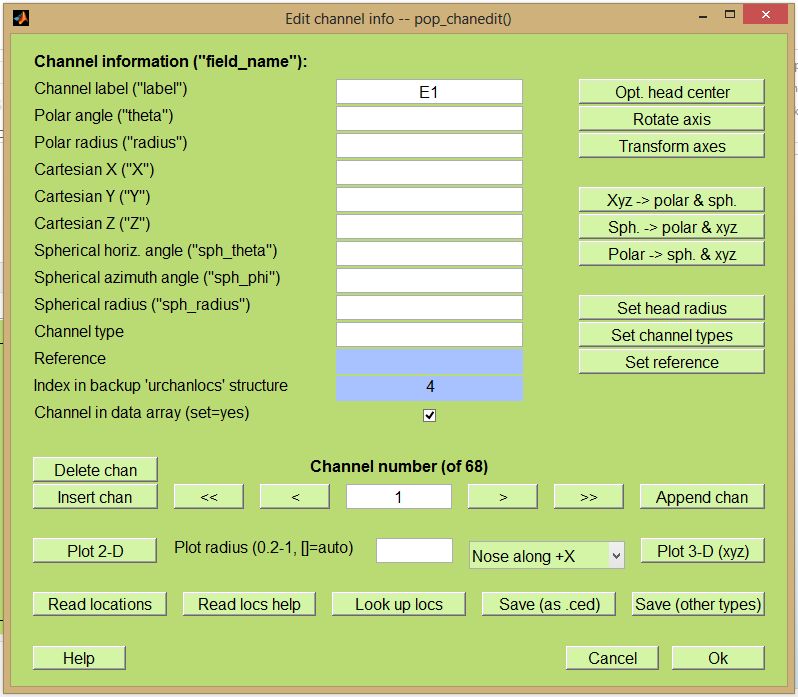 Edit channel info -- pop_chanedit()
Channel information ("field_name"):
Channel label ("label") E1 Opt. head center
Polar angle ("theta") Rotate axis
Polar radius ("radius") Transform axes
Cartesian X ("X")
Cartesian Y ("Y") Xyz -> polar & sph.
Cartesian Z ("Z") Sph. -> polar & xyz
Spherical horiz. angle ("sph_theta") Polar -> sph. & xyz
Spherical azimuth angle ("sph_phi")
Spherical radius ("sph_radius") Set head radius
Channel type Set channel types
Reference Set reference
Index in backup 'urchanlocs' structure 4
Channel in data array (set=yes)
Delete chan Channel number (of 68)
Insert chan << < 1 > >> Append chan
Plot 2-D Plot radius (0.2-1, []=auto) Nose along +X Plot 3-D (xyz)
Read locations Read locs help Look up locs Save (as .ced) Save (other types)
Help Cancel Ok